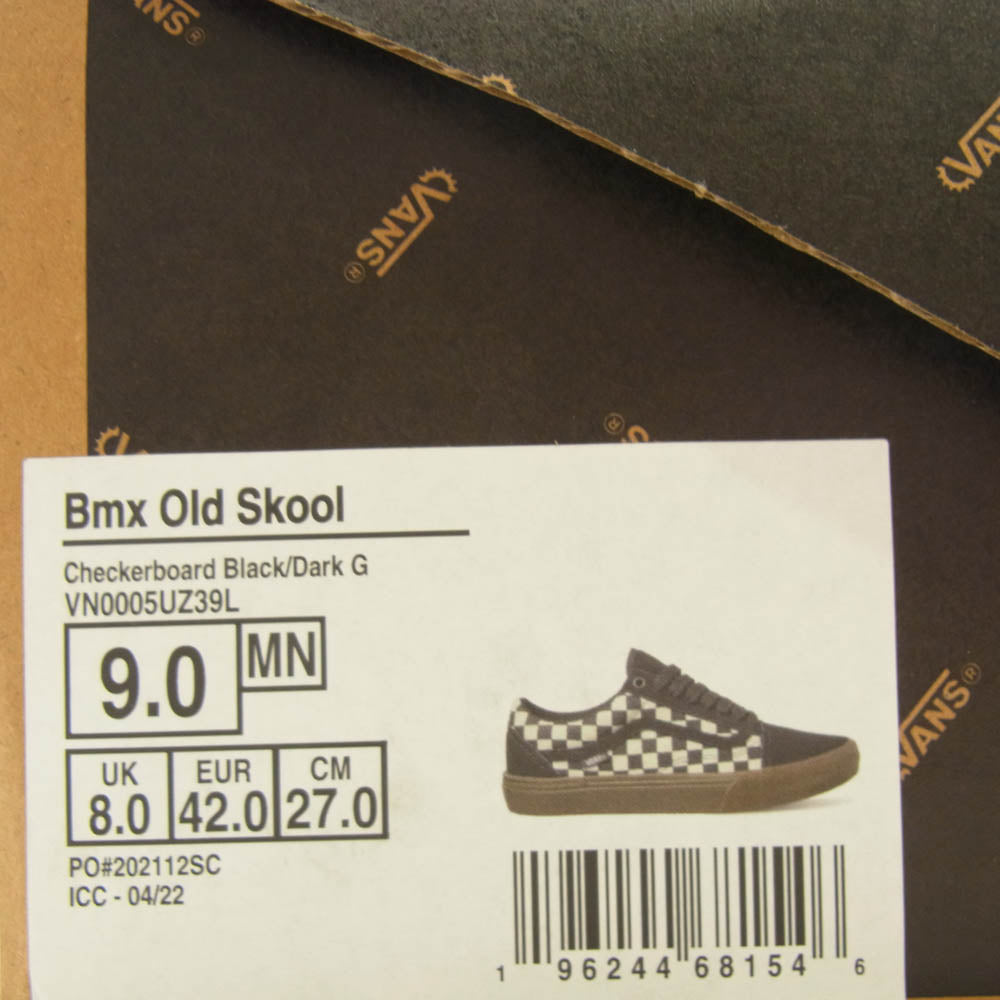 VANS®
VANS®
VANS
Bmx Old Skool
Checkerboard Black/Dark G
VN0005UZ39L
9.0 MN
UK EUR CM
8.0 42.0 27.0
VANS®
PO#202112SC
ICC - 04/22
1 96244 68154 6